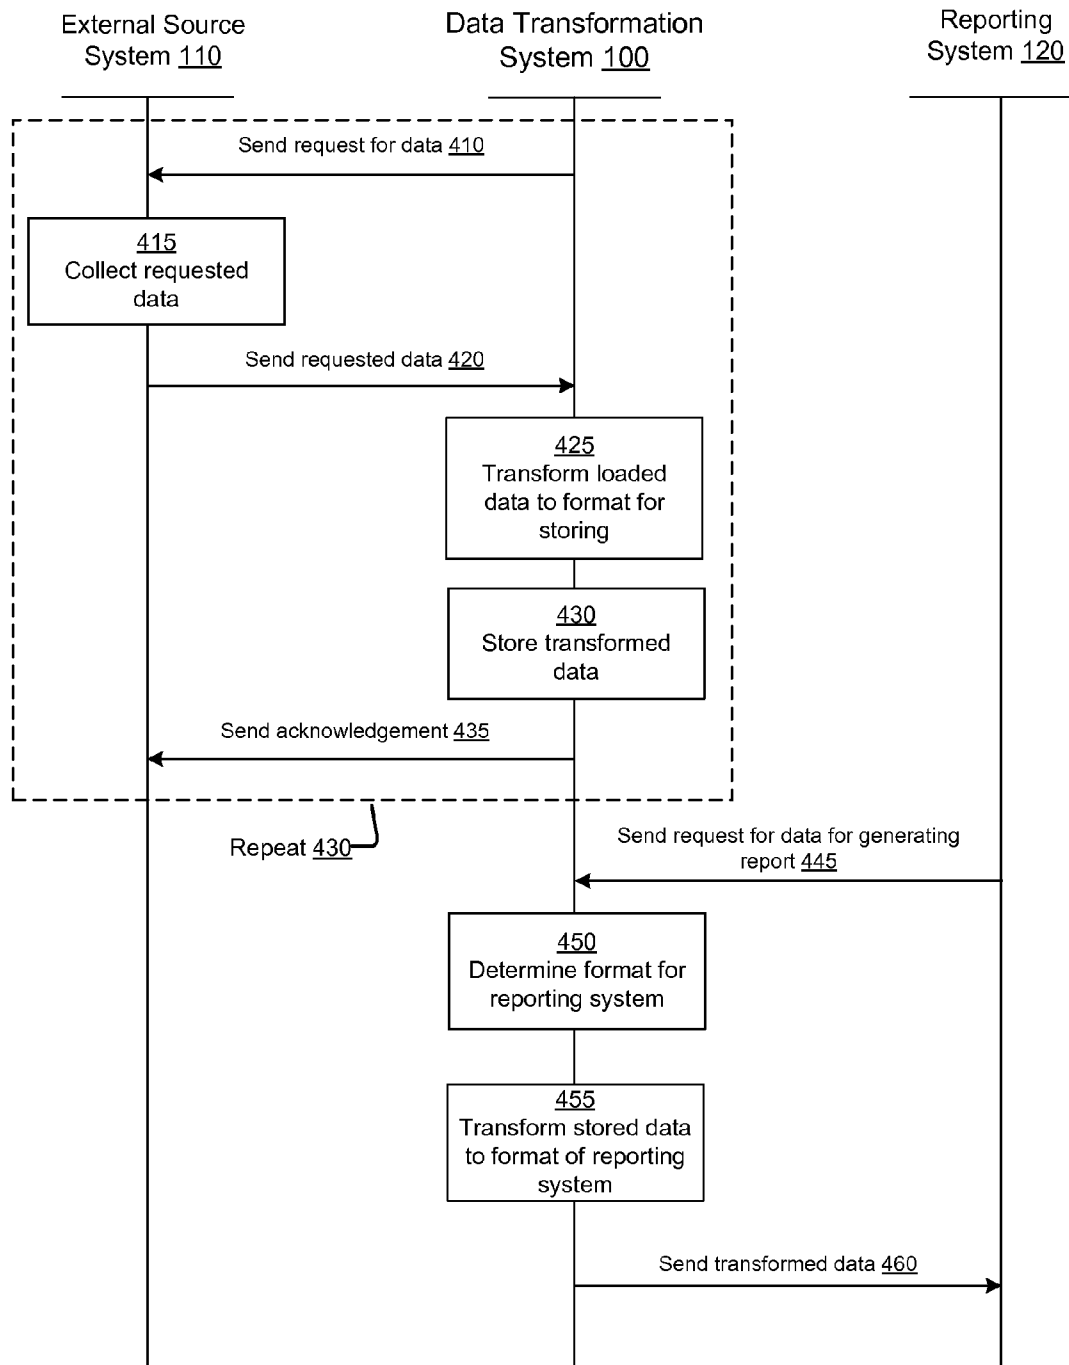 External Source
System 110
Data Transformation
System 100
Reporting
System 120
Send request for data 410
415
Collect requested
data
Send requested data 420
425
Transform loaded
data to format for
storing
430
Store transformed
data
Send acknowledgement 435
Repeat 430
Send request for data for generating
report 445
450
Determine format for
reporting system
455
Transform stored data
to format of reporting
system
Send transformed data 460